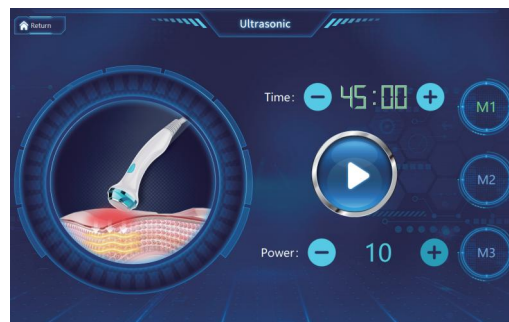 Return
Ultrasonic
Time: − 45:00 +
M1
M2
Power: − 10 +
M3